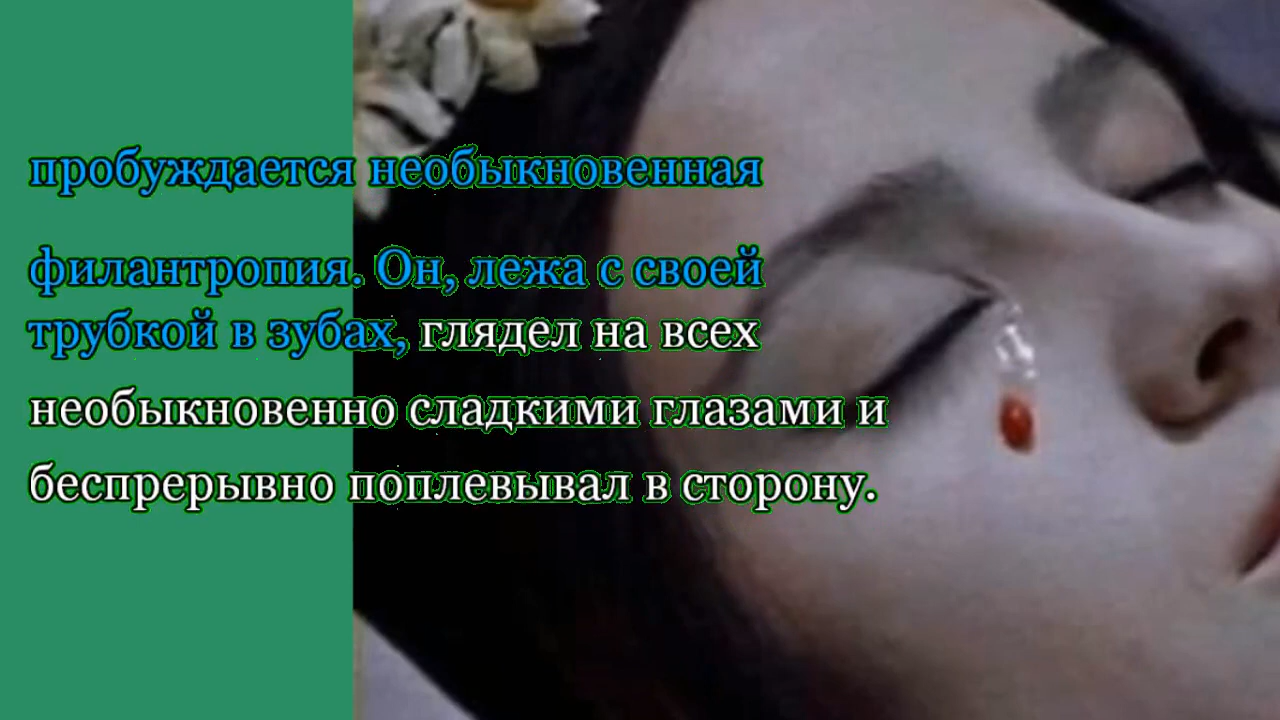 пробуждается необыкновенная
филантропия. Он, лежа с своей
трубкой в зубах, глядел на всех
необыкновенно сладкими глазами и
беспрерывно поплевывал в сторону.